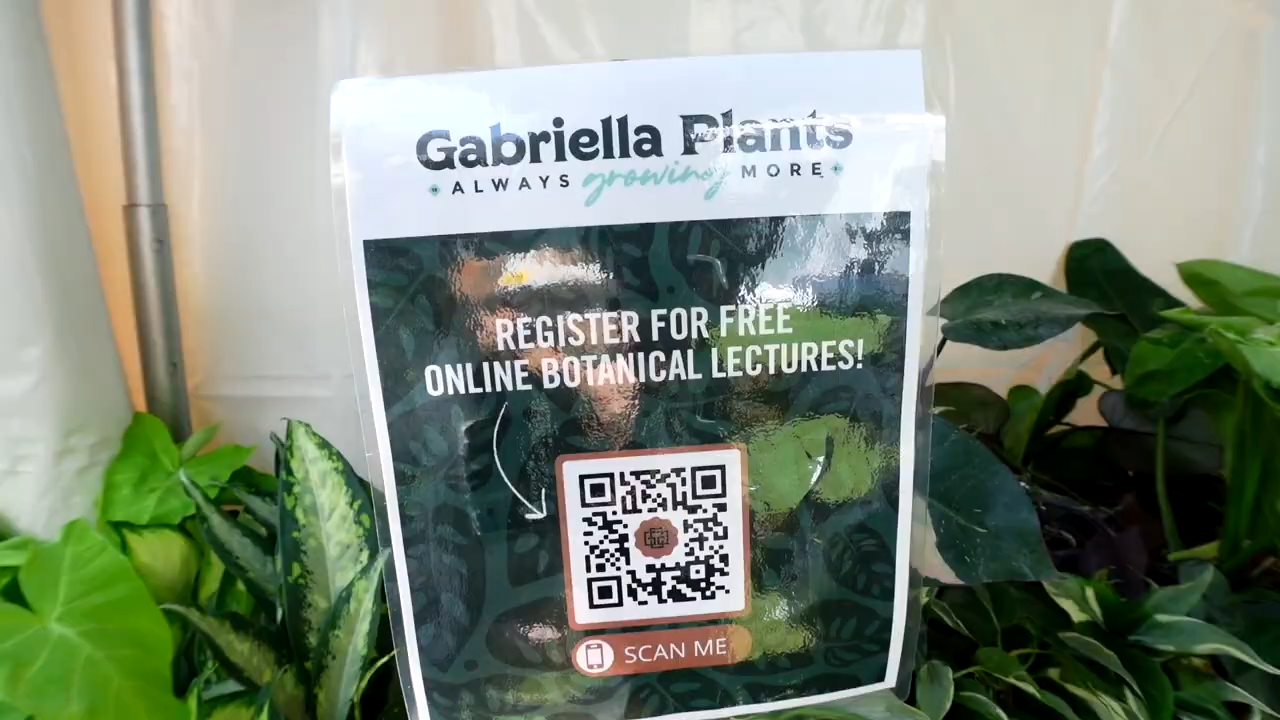 Gabriella Plants
ALWAYS growing MORE
REGISTER FOR FREE
ONLINE BOTANICAL LECTURES!
SCAN ME